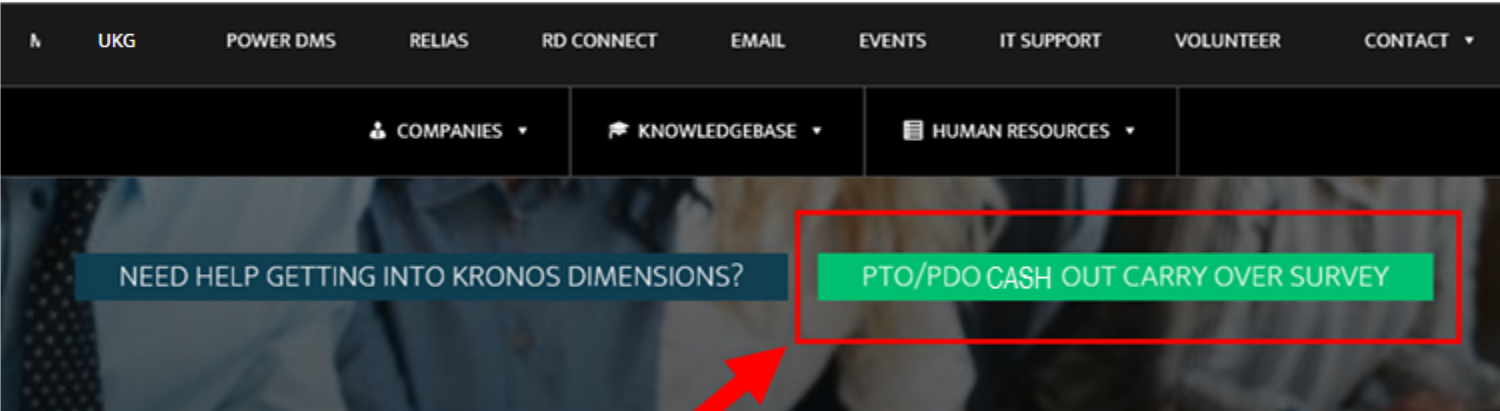 UKG POWER DMS RELIAS RD CONNECT EMAIL EVENTS IT SUPPORT VOLUNTEER CONTACT
COMPANIES KNOWLEDGEBASE HUMAN RESOURCES
NEED HELP GETTING INTO KRONOS DIMENSIONS? PTO/PDO CASH OUT CARRY OVER SURVEY